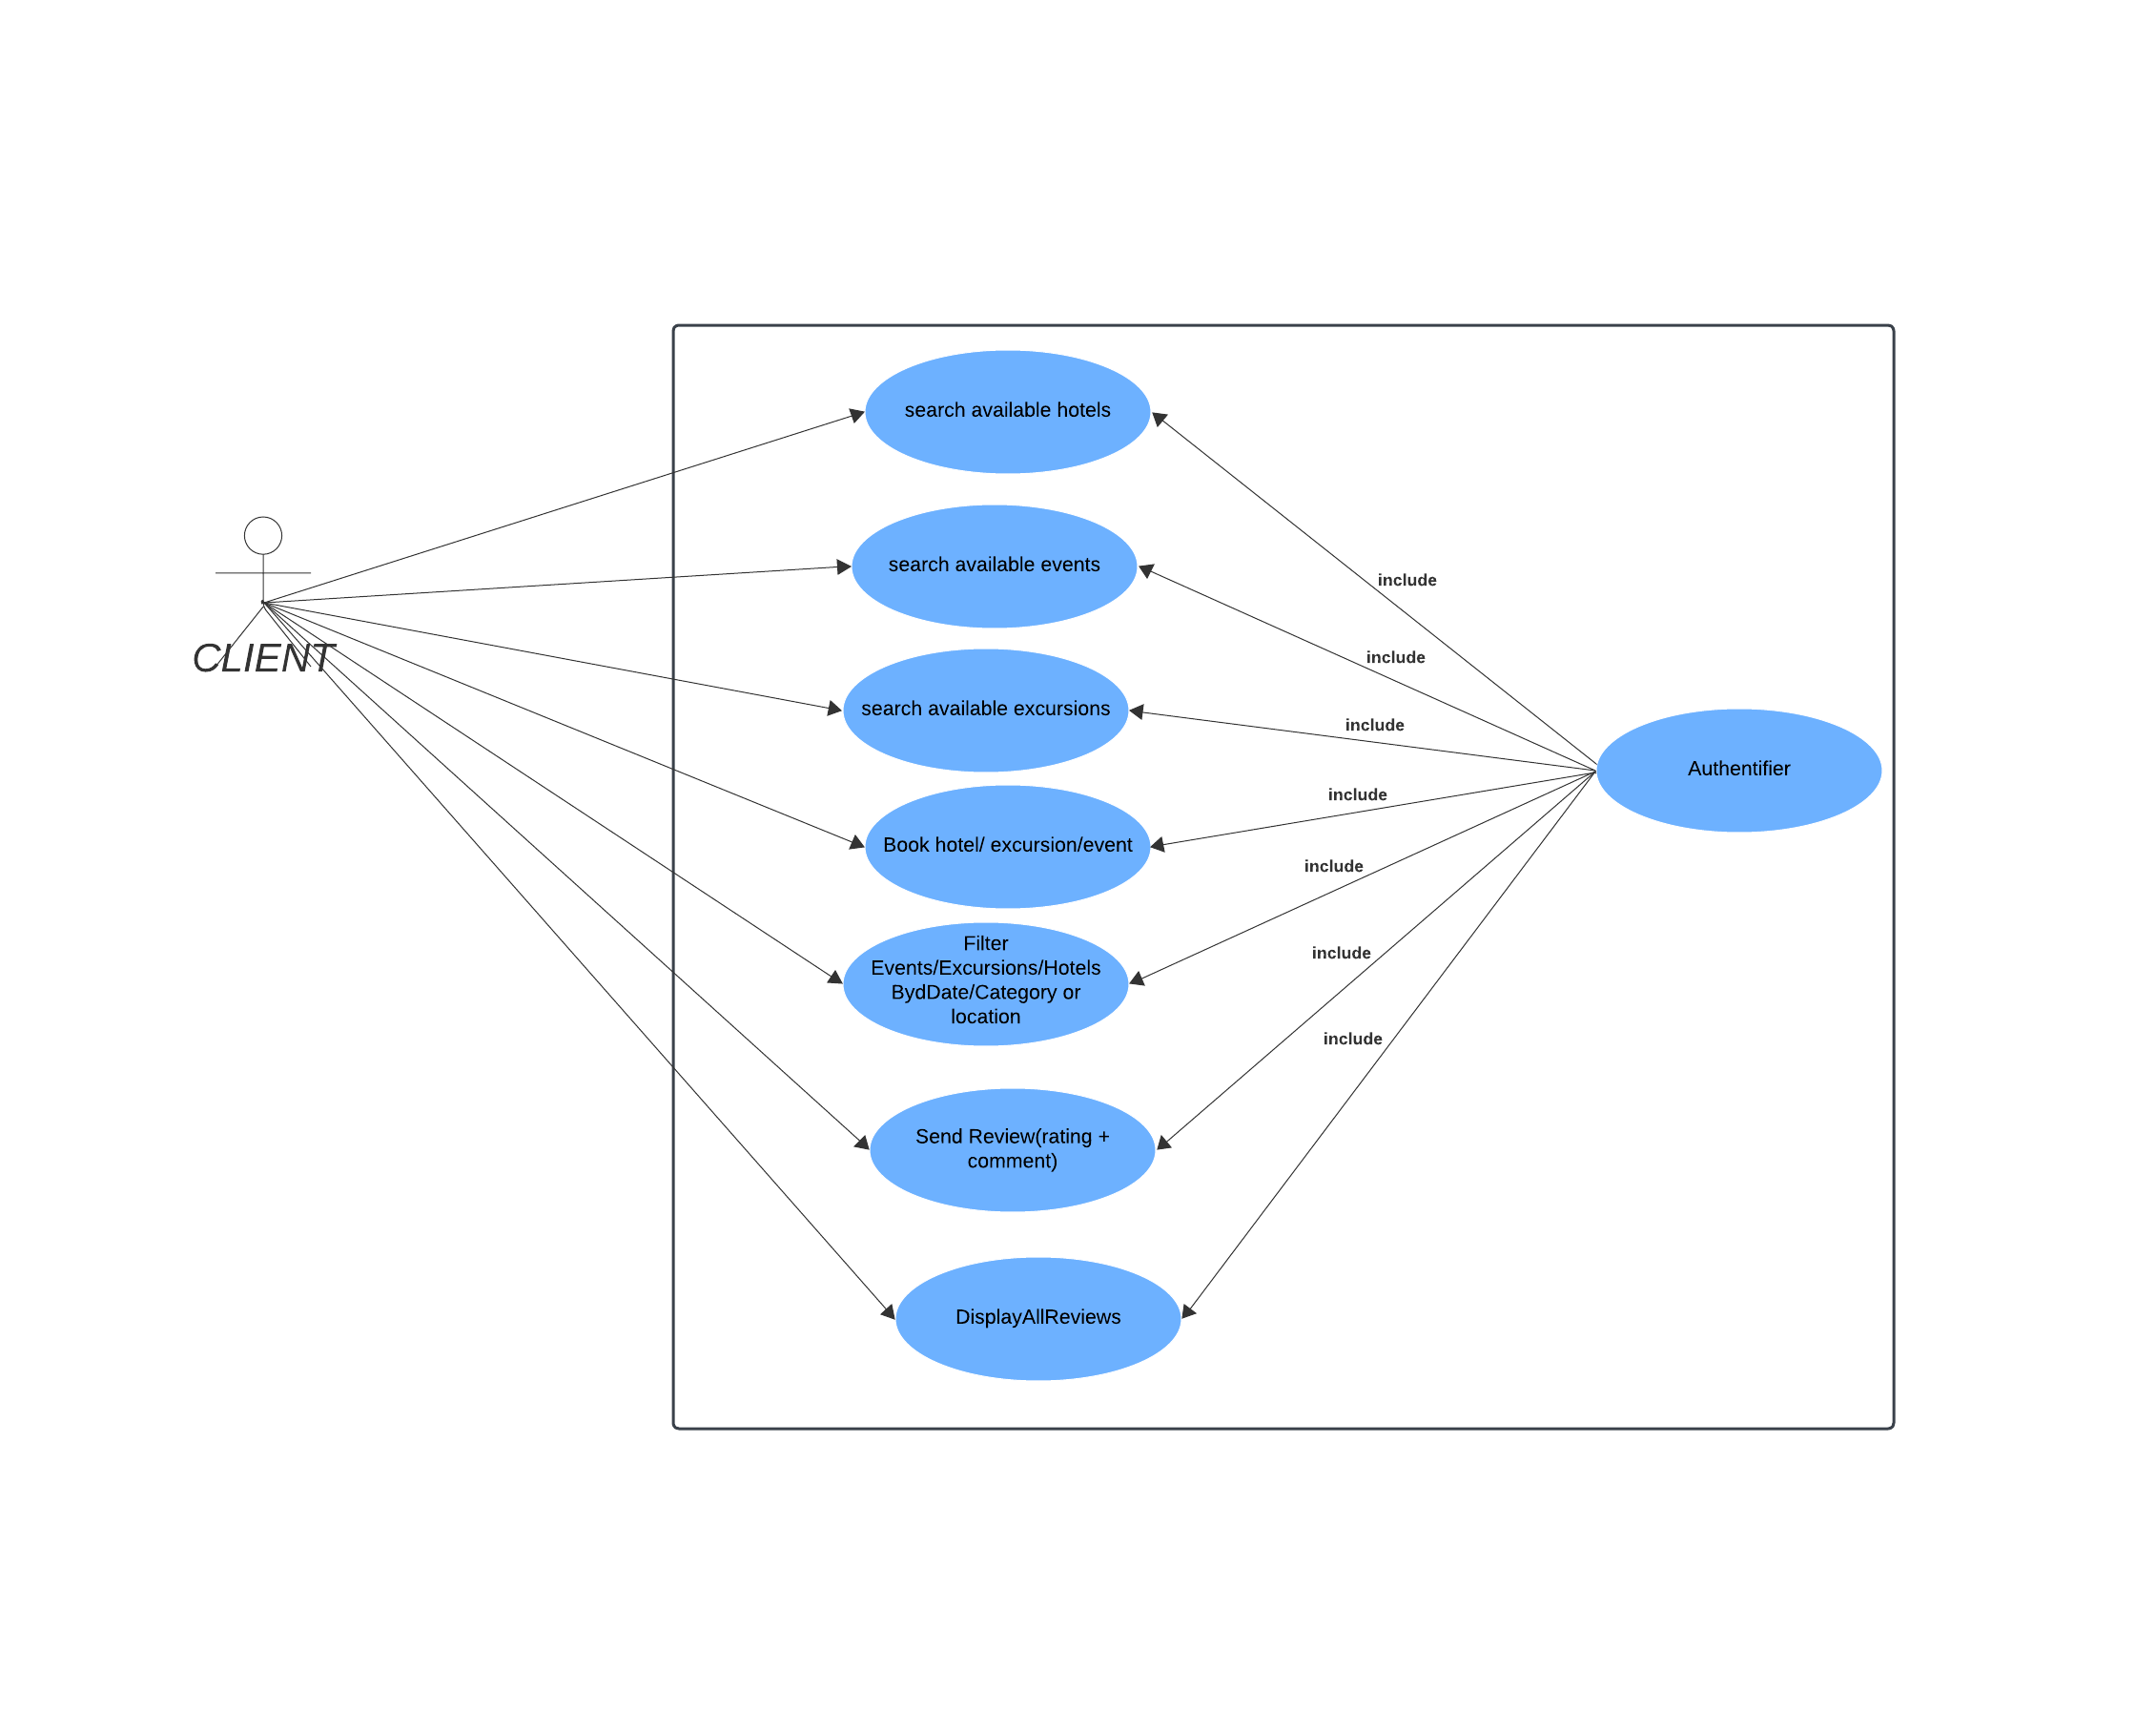 search available hotels
search available events
include
CLIENT
include
search available excursions
include
Authentifier
include
Book hotel/ excursion/event
include
Filter
Events/Excursions/Hotels
BydDate/Category or
location
include
include
Send Review(rating +
comment)
DisplayAllReviews